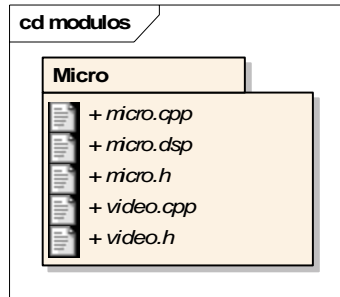 cd modulos
Micro
+ micro.cpp
+ micro.dsp
+ micro.h
+ video.cpp
+ video.h